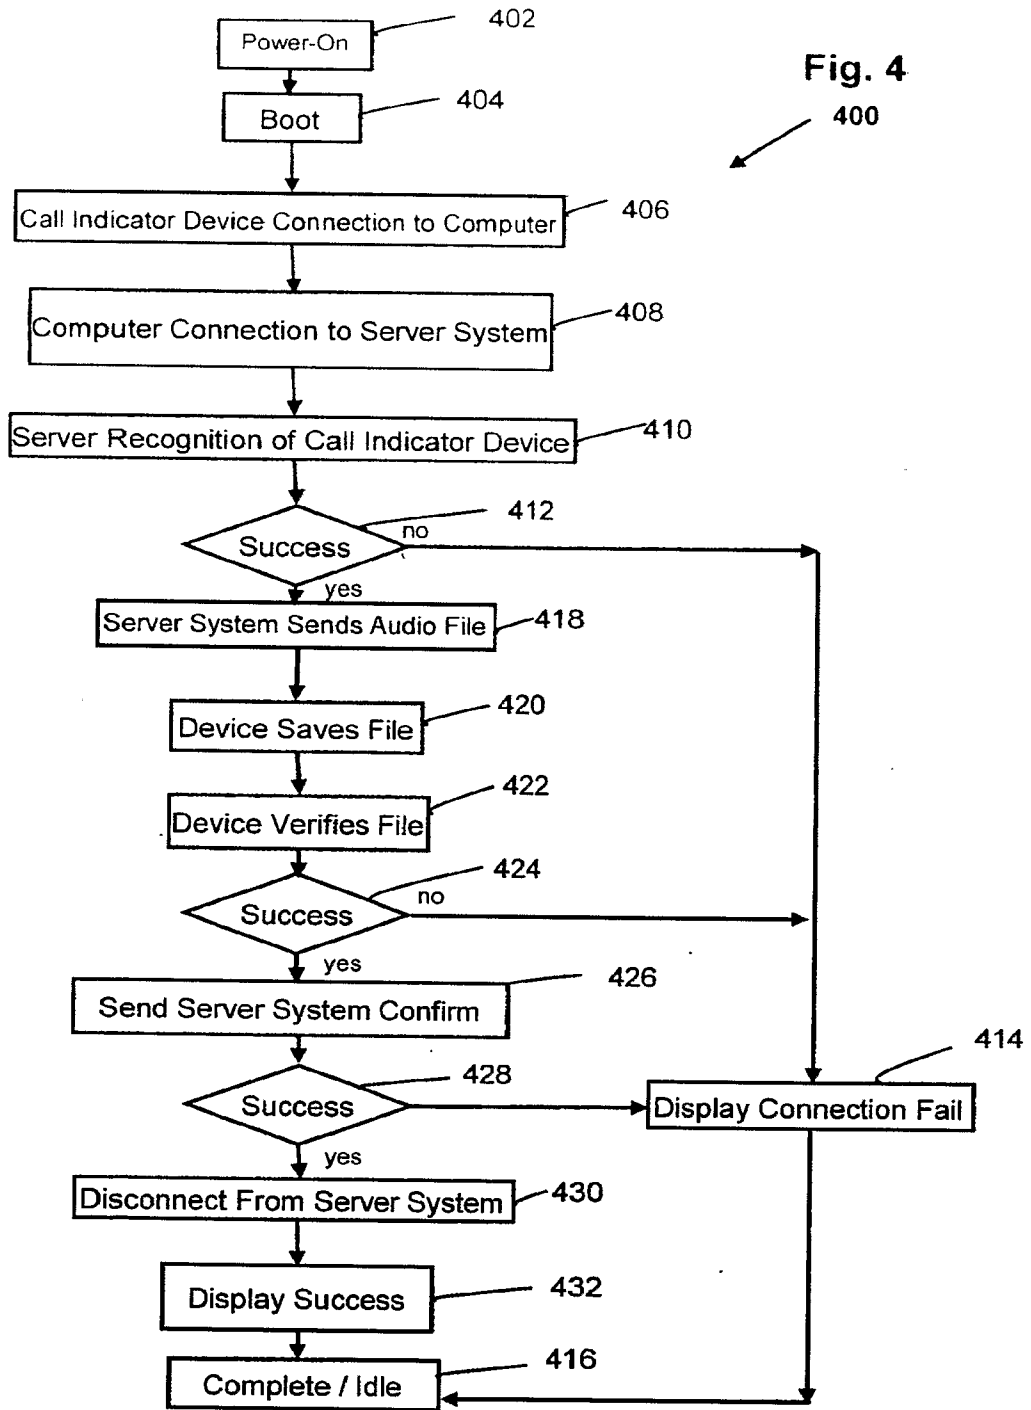 402
Power-On
Fig. 4
400
404
Boot
406
Call Indicator Device Connection to Computer
408
Computer Connection to Server System
410
Server Recognition of Call Indicator Device
412
no
Success
yes
Server System Sends Audio File
418
420
Device Saves File
422
Device Verifies File
424
no
Success
yes
426
Send Server System Confirm
414
428
Success
Display Connection Fail
yes
Disconnect From Server System
430
432
Display Success
416
Complete / Idle